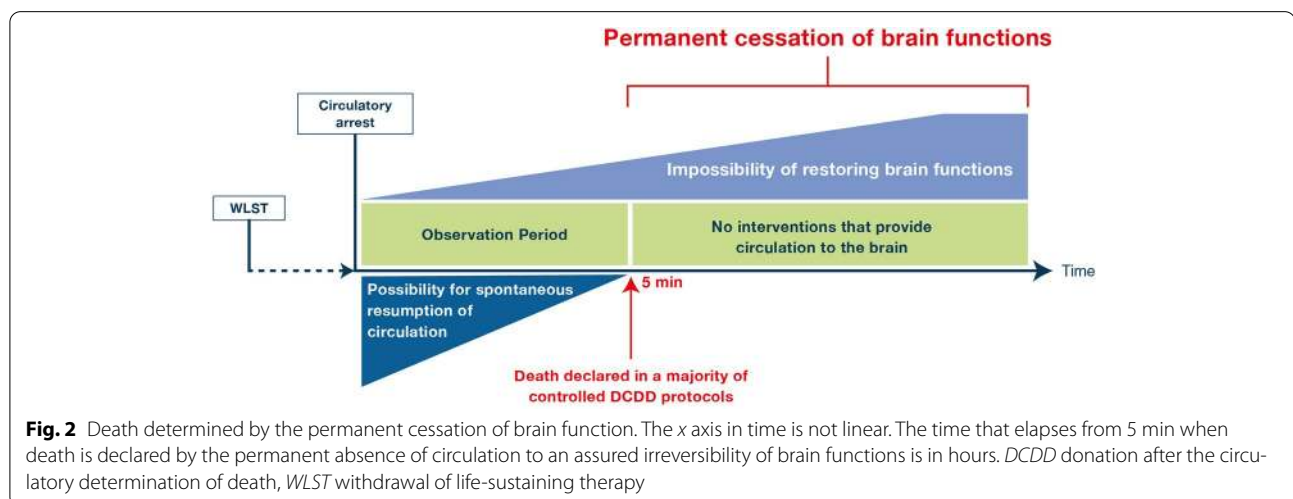 Permanent cessation of brain functions
Circulatory
arrest
Impossibility of restoring brain functions
WLST
Observation Period
No interventions that provide
circulation to the brain
Time
Possibility for spontaneous
resumption of
circulation
5 min
Death declared in a majority of
controlled DCDD protocols
Fig. 2 Death determined by the permanent cessation of brain function. The x axis in time is not linear. The time that elapses from 5 min when
death is declared by the permanent absence of circulation to an assured irreversibility of brain functions is in hours. DCDD donation after the circu-
latory determination of death, WLST withdrawal of life-sustaining therapy